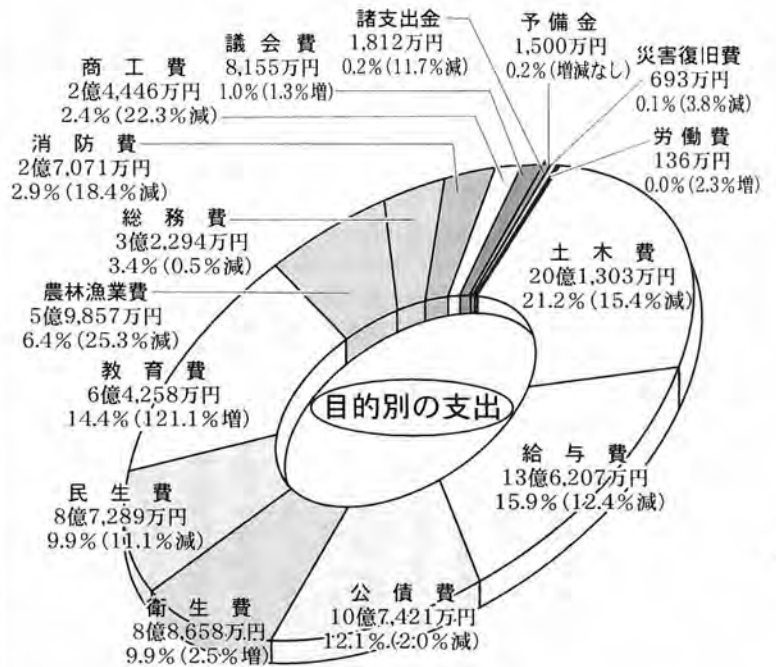 諸支出金
1,812万円
0.2%(11.7%減)
予備金
1,500万円
0.2%(増減なし)
災害復旧費
693万円
0.1%(3.8%減)
労働費
136万円
0.0%(2.3%増)
議会費
8,155万円
1.0%(1.3%増)
商工費
2億4,446万円
2.4%(22.3%減)
消防費
2億7,071万円
2.9%(18.4%減)
総務費
3億2,294万円
3.4%(0.5%減)
農林漁業費
5億9,857万円
6.4%(25.3%減)
教育費
6億4,258万円
14.4%(121.1%増)
民生費
8億7,289万円
9.9%(11.1%減)
衛生費
8億8,658万円
9.9%(2.5%増)
公債費
10億7,421万円
12.1%(2.0%減)
給与費
13億6,207万円
15.9%(12.4%減)
土木費
20億1,303万円
21.2%(15.4%減)
目的別の支出